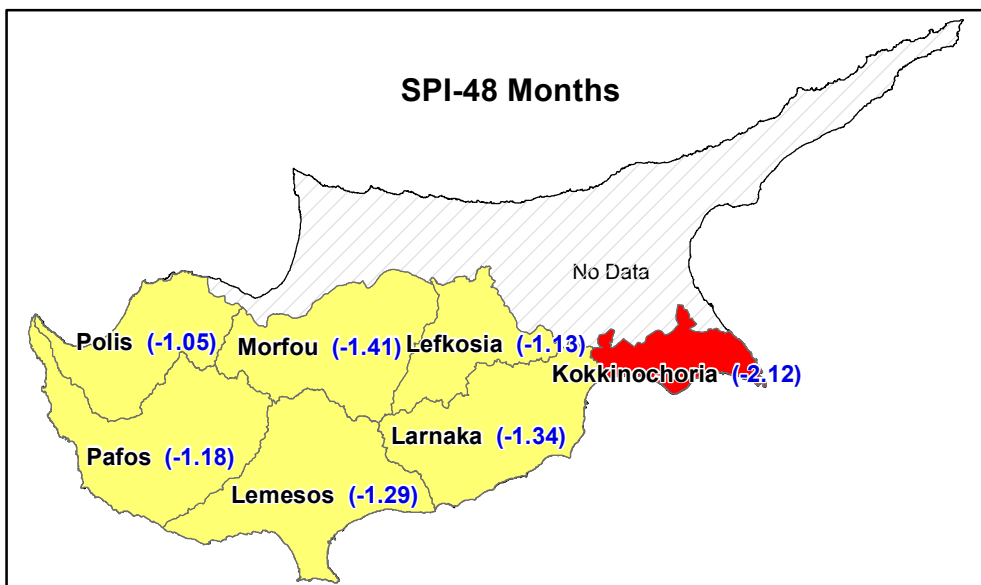 SPI-48 Months
No Data
Polis (-1.05)
Morfou (-1.41)
Lefkosia (-1.13)
Kokkinochoria (-2.12)
Larnaka (-1.34)
Pafos (-1.18)
Lemesos (-1.29)